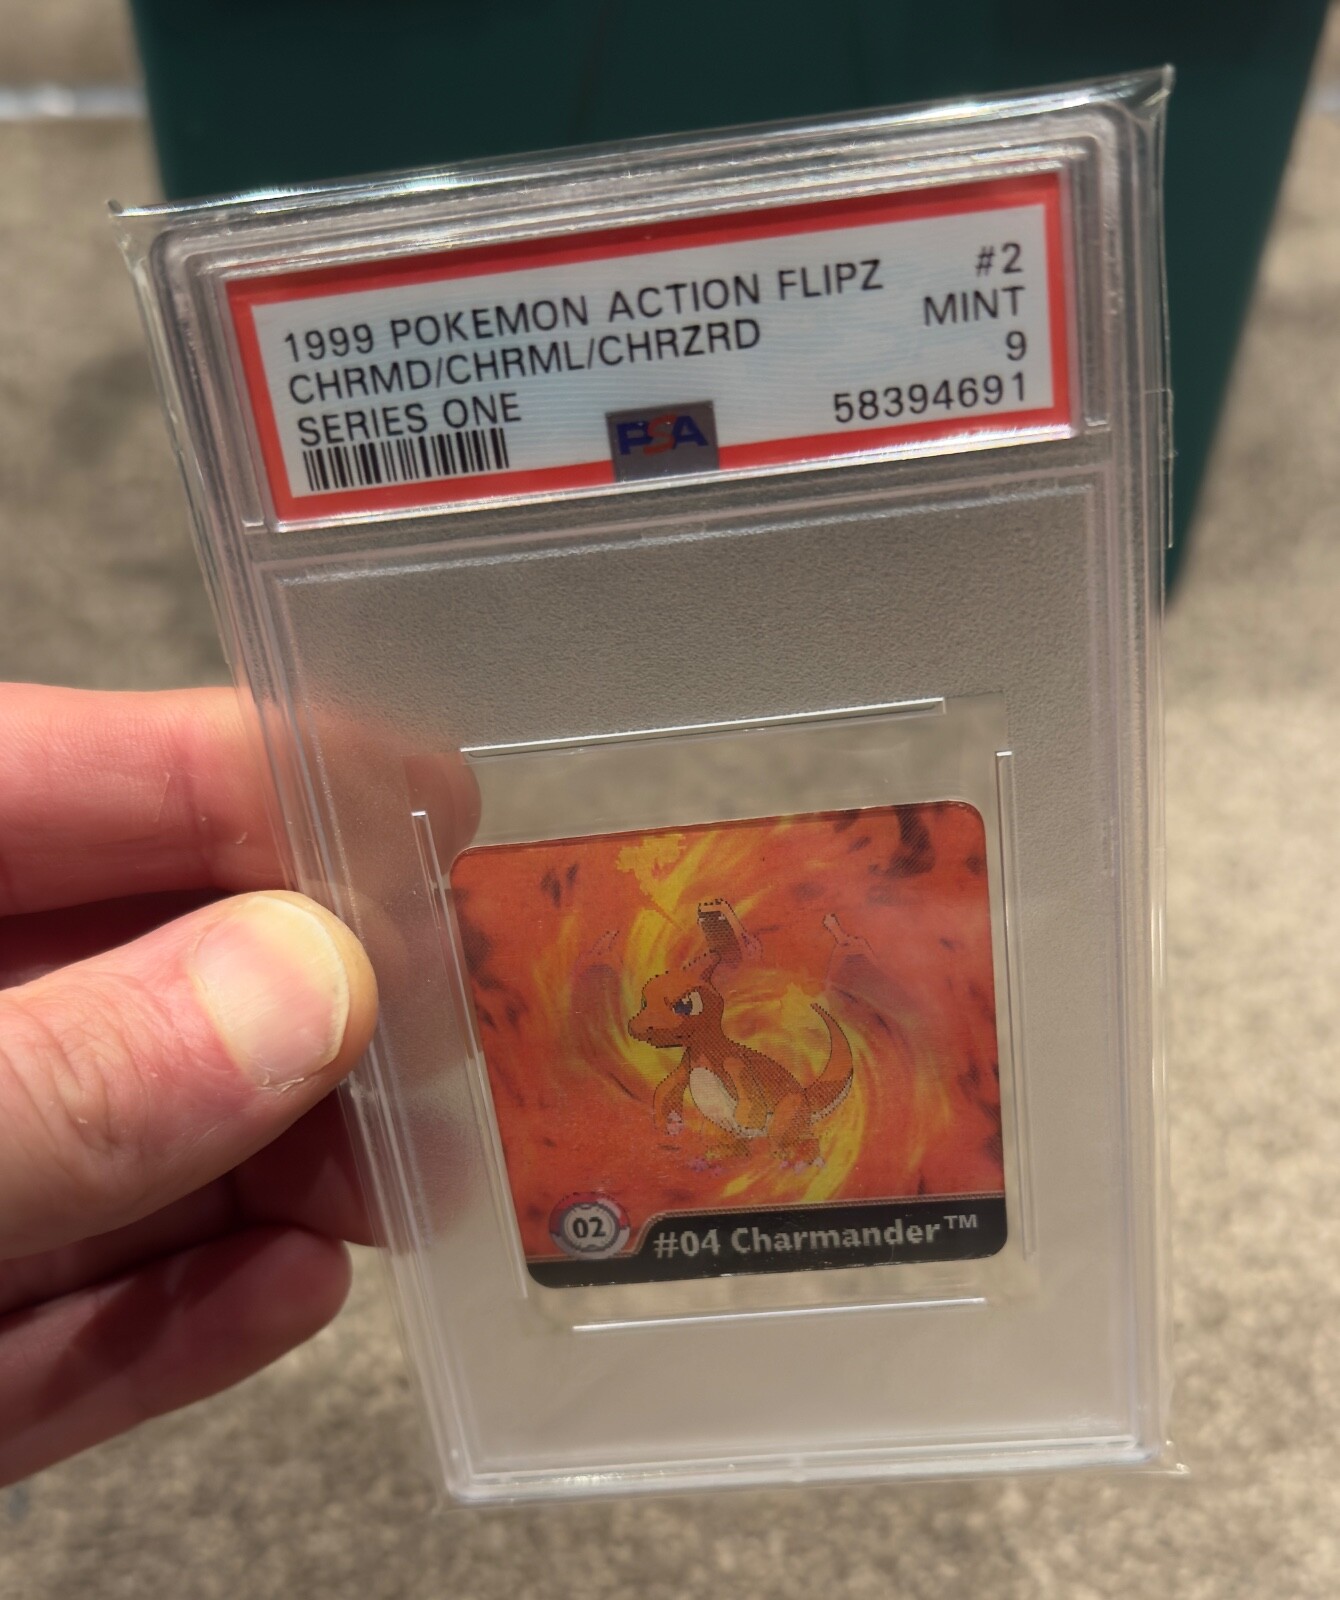 1999 POKEMON ACTION FLIPZ #2
CHRMD/CHRML/CHRZRD MINT
SERIES ONE 9
PSA 58394691
02
#04 Charmander™